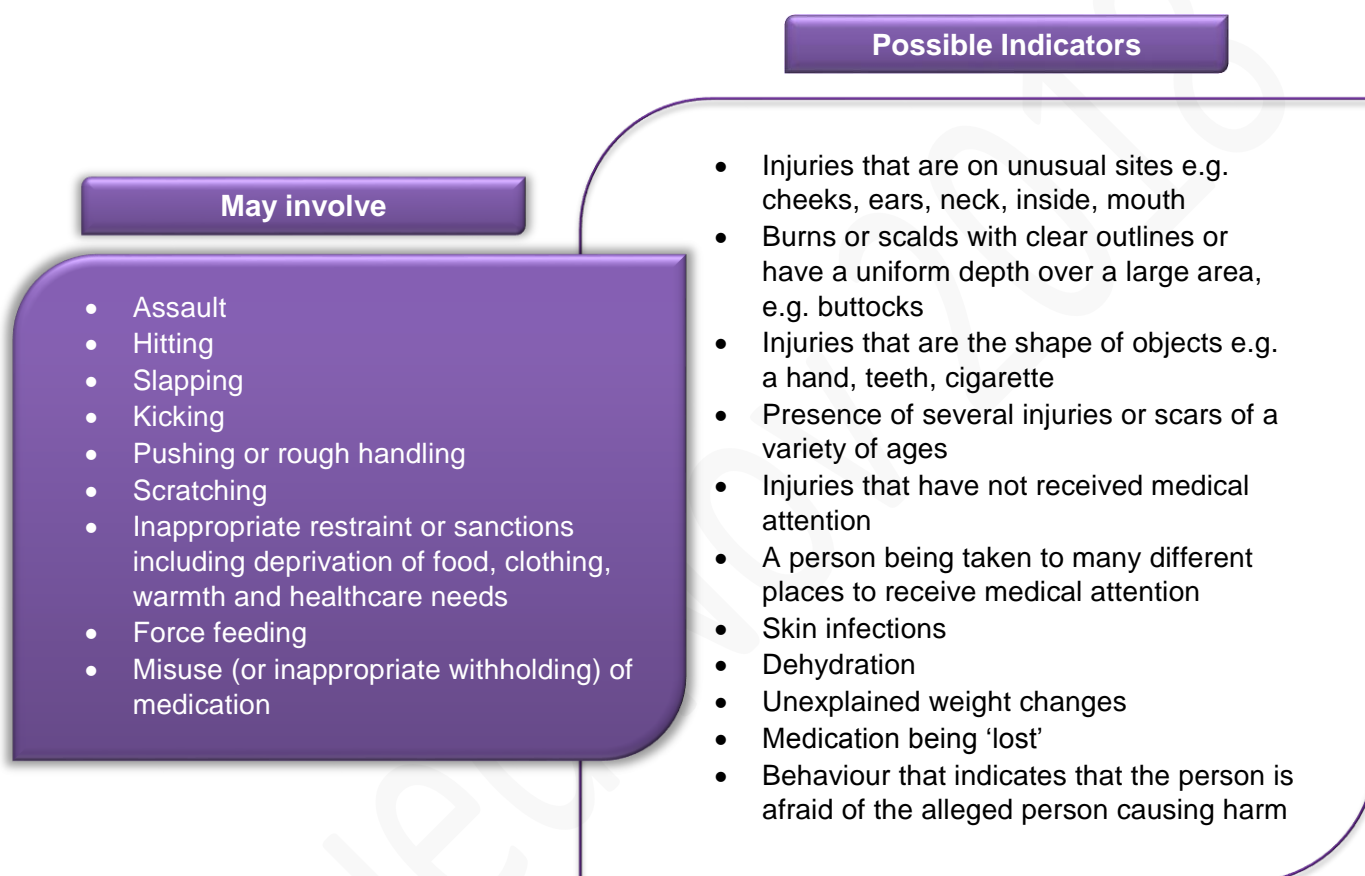 Possible Indicators
May involve
• Assault
• Hitting
• Slapping
• Kicking
• Pushing or rough handling
• Scratching
• Inappropriate restraint or sanctions
including deprivation of food, clothing,
warmth and healthcare needs
• Force feeding
• Misuse (or inappropriate withholding) of
medication
• Injuries that are on unusual sites e.g.
cheeks, ears, neck, inside, mouth
• Burns or scalds with clear outlines or
have a uniform depth over a large area,
e.g. buttocks
• Injuries that are the shape of objects e.g.
a hand, teeth, cigarette
• Presence of several injuries or scars of a
variety of ages
• Injuries that have not received medical
attention
• A person being taken to many different
places to receive medical attention
• Skin infections
• Dehydration
• Unexplained weight changes
• Medication being ‘lost’
• Behaviour that indicates that the person is
afraid of the alleged person causing harm